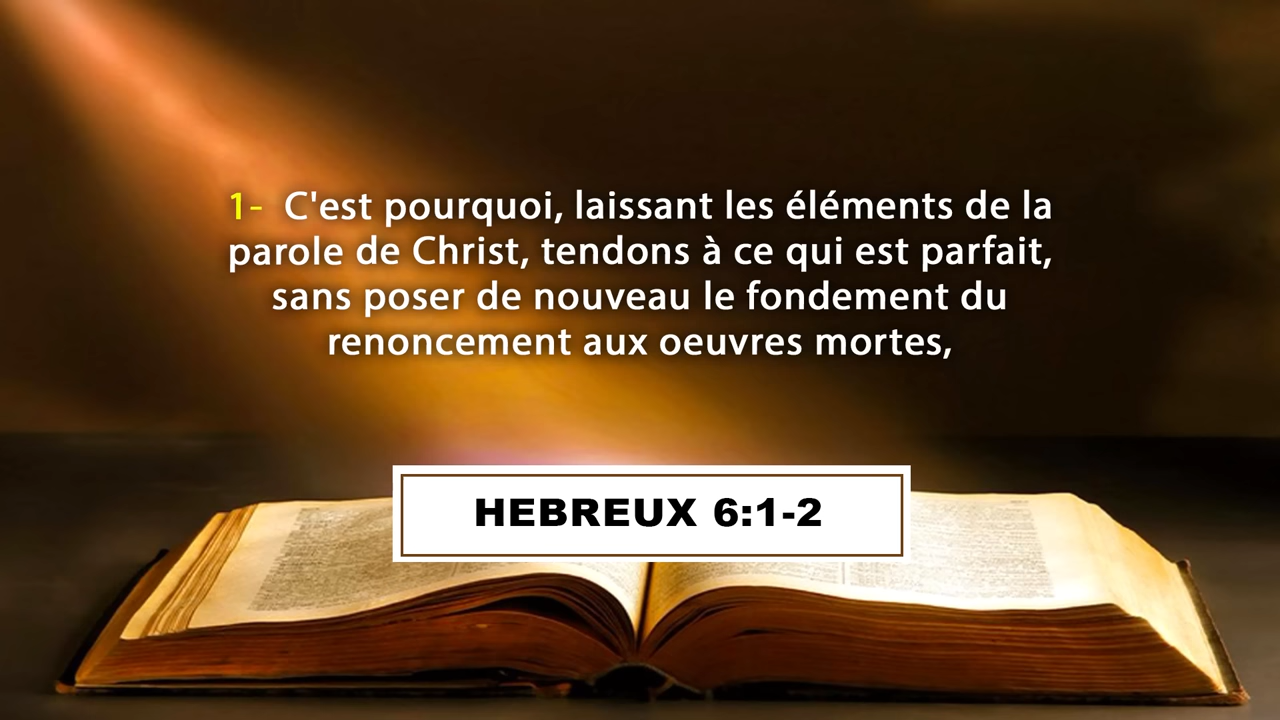 1- C'est pourquoi, laissant les éléments de la
parole de Christ, tendons à ce qui est parfait,
sans poser de nouveau le fondement du
renoncement aux oeuvres mortes,
HEBREUX 6:1-2